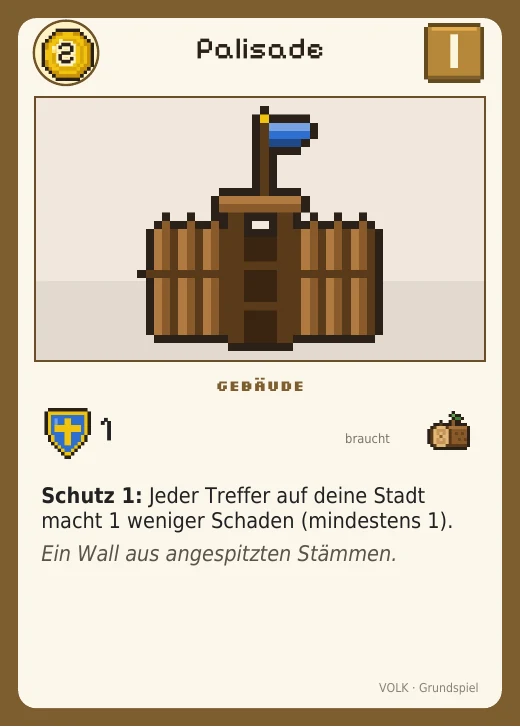 2
Palisade
I
GEBÄUDE
1
braucht
Schutz 1: Jeder Treffer auf deine Stadt
macht 1 weniger Schaden (mindestens 1).
Ein Wall aus angespitzten Stämmen.
VOLK · Grundspiel